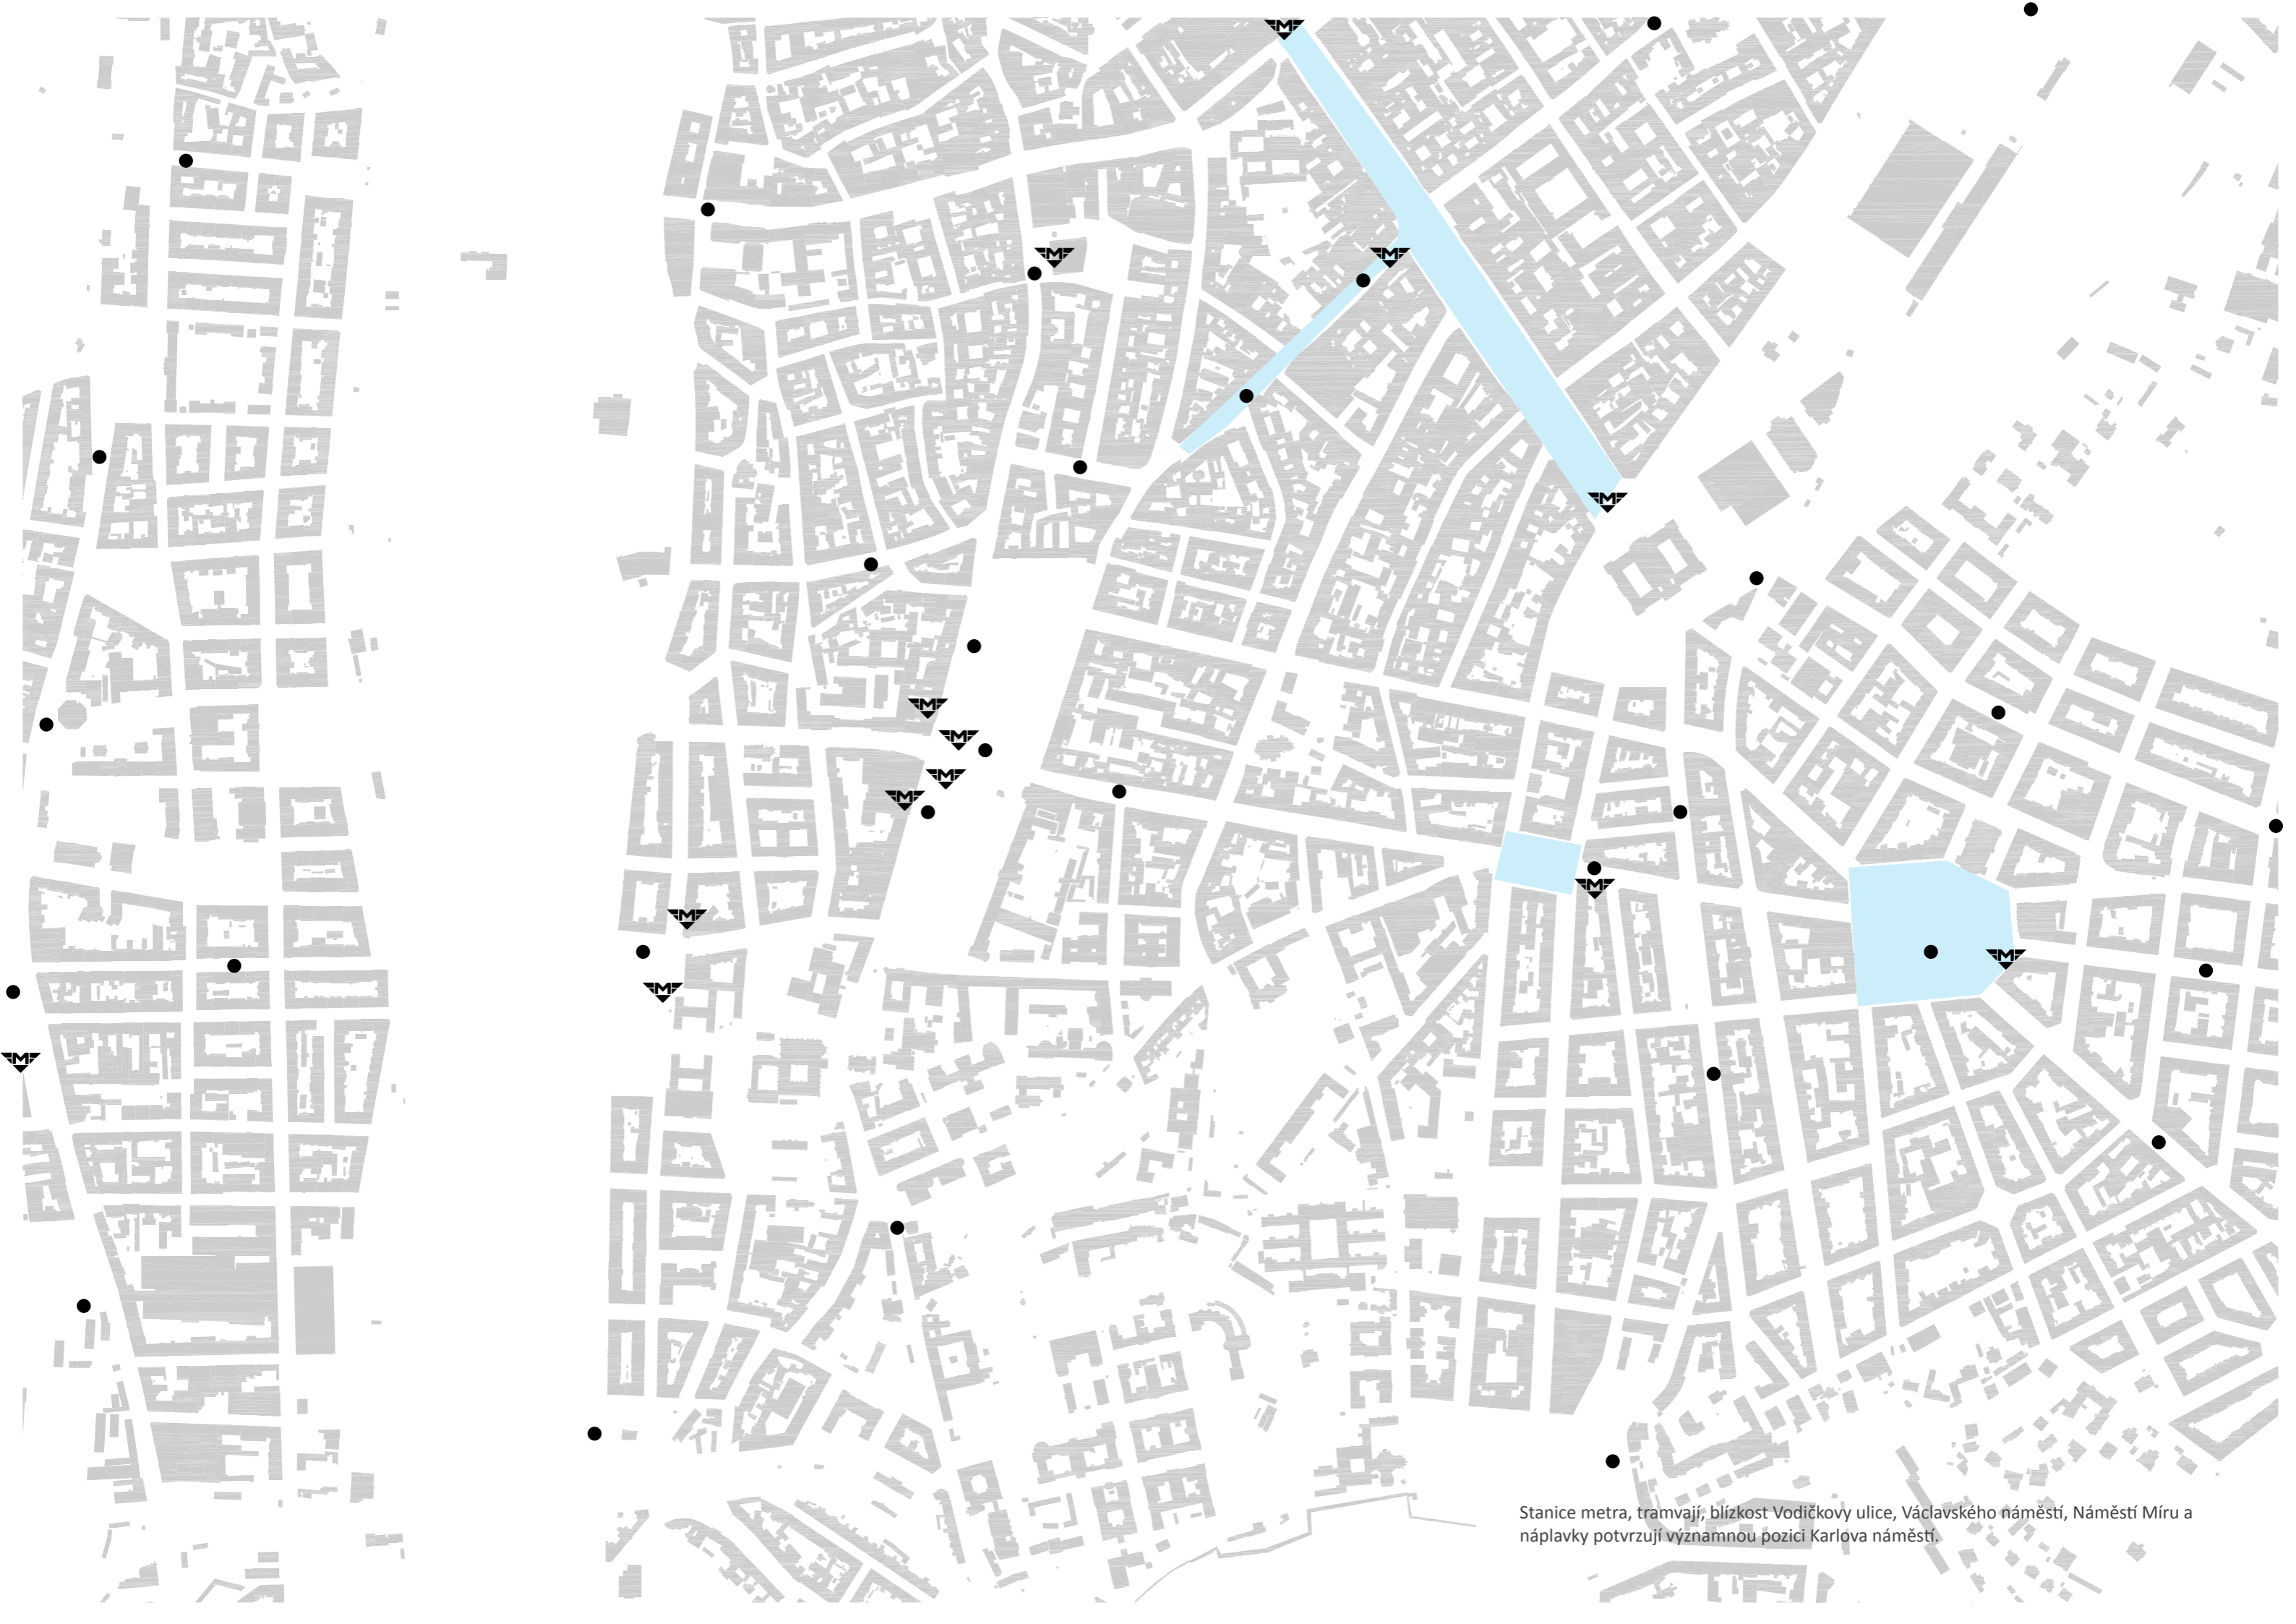 Stanice metra, tramvají, blízkost Vodičkovy ulice, Václavského náměstí, Náměstí Míru a
náplavky potvrzují významnou pozici Karlova náměstí.